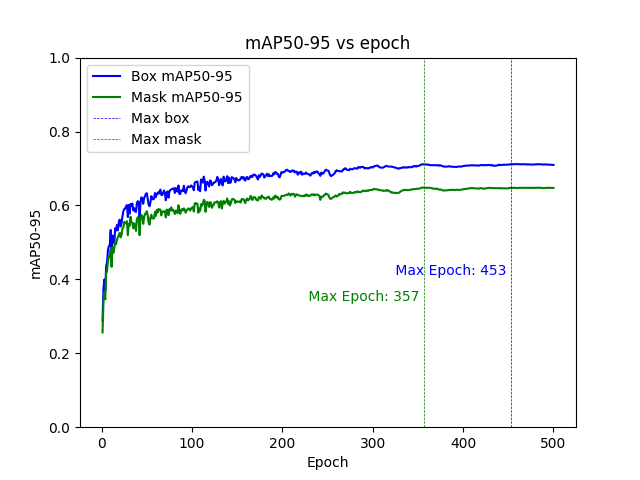 mAP50-95 vs epoch
1.0
0.8
0.6
0.4
0.2
0.0
mAP50-95
Box mAP50-95
Mask mAP50-95
Max box
Max mask
Max Epoch: 453
Max Epoch: 357
0 100 200 300 400 500
Epoch